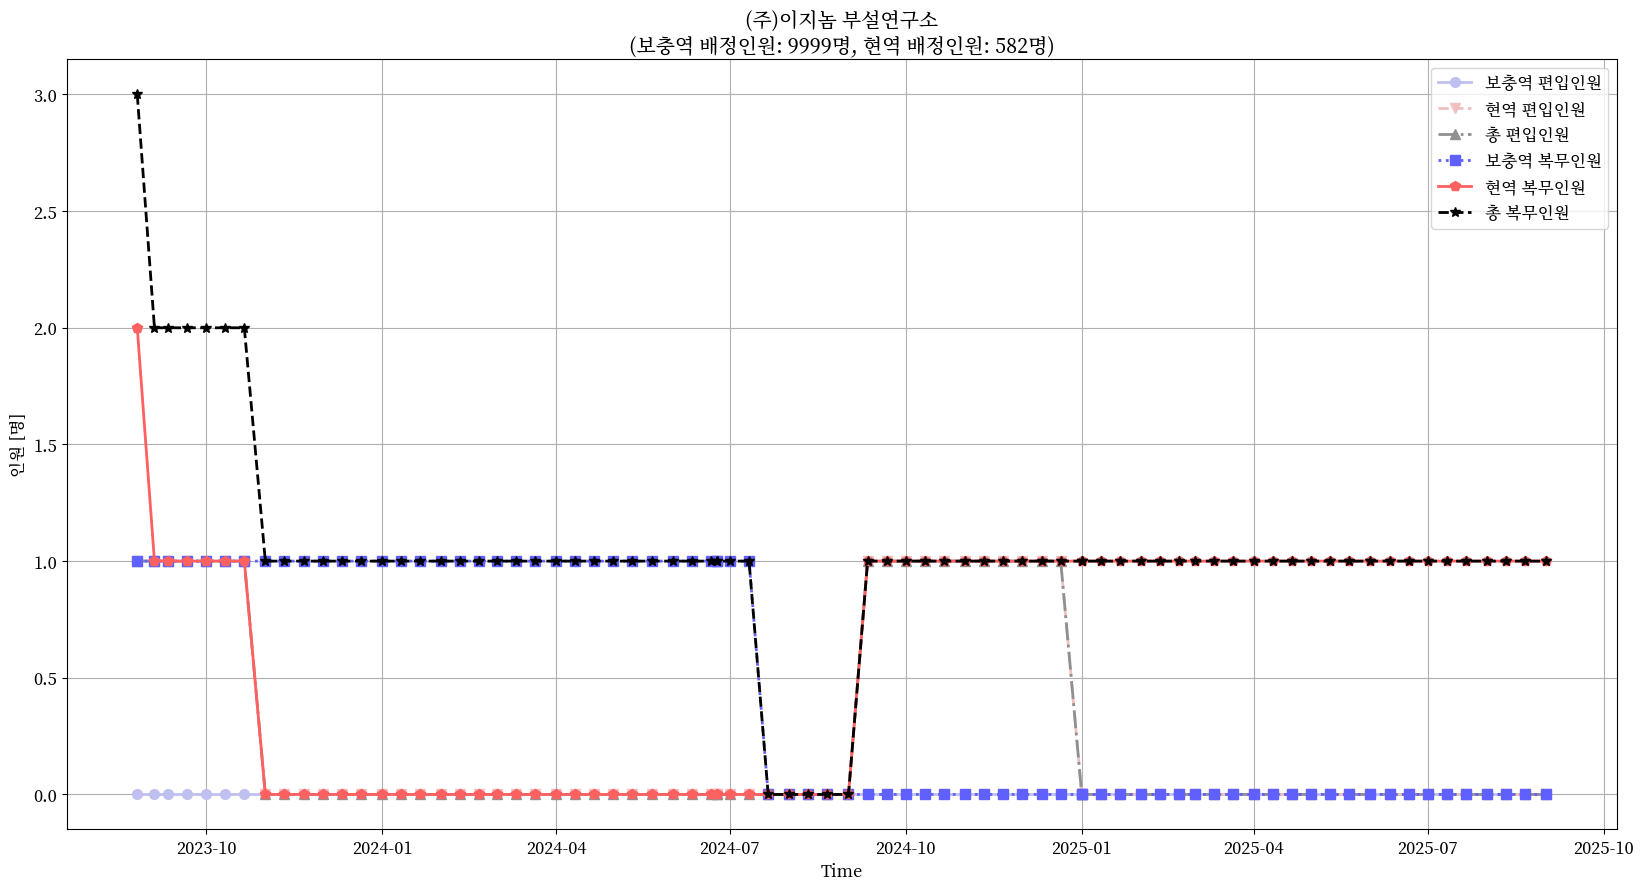 (주)이지놈 부설연구소
(보충역 배정인원: 9999명, 현역 배정인원: 582명)
보충역 편입인원
현역 편입인원
총 편입인원
보충역 복무인원
현역 복무인원
총 복무인원
인원 [명]
3.0
2.5
2.0
1.5
1.0
0.5
0.0
2023-10
2024-01
2024-04
2024-07
2024-10
2025-01
2025-04
2025-07
2025-10
Time